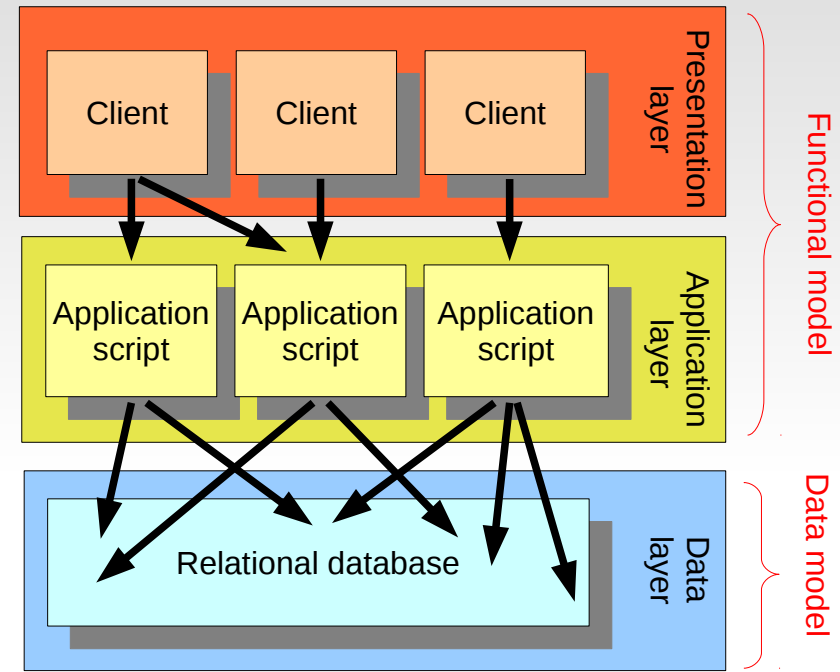 Client
Client
Client
Presentation
layer
Application
script
Application
script
Application
script
Application
layer
Functional model
Relational database
Data
layer
Data model